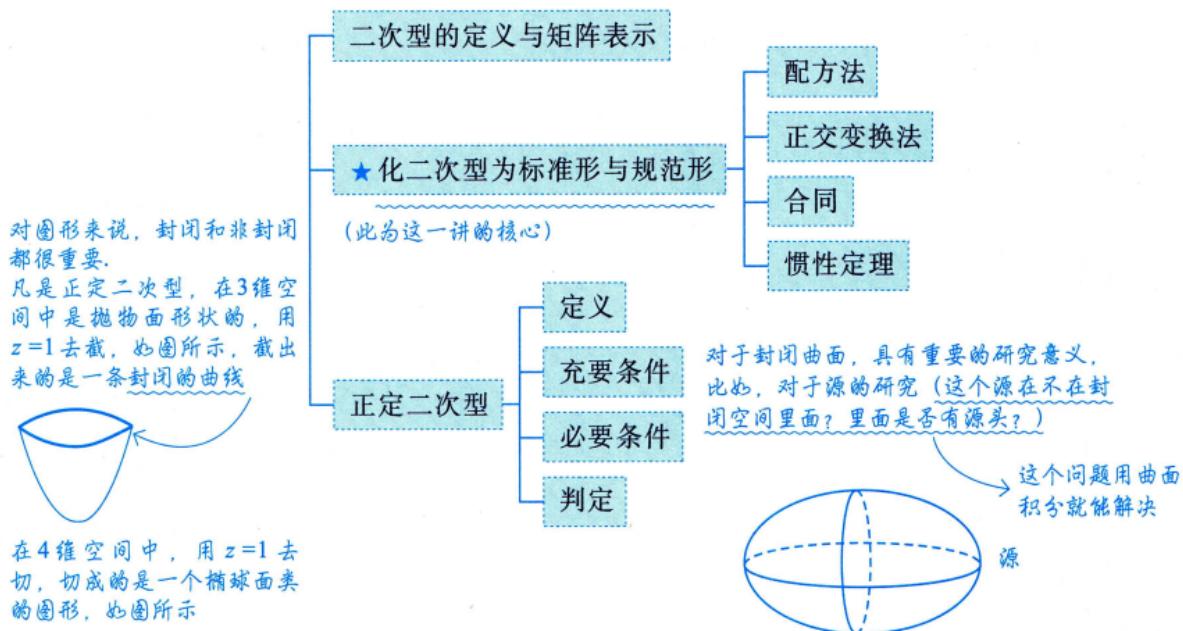 二次型的定义与矩阵表示
★化二次型为标准形与规范形
(此为这一讲的核心)
配方法
正交变换法
合同
惯性定理
正定二次型
定义
充要条件
必要条件
判定
对图形来说，封闭和非封闭
都很重要.
凡是正定二次型，在3维空
间中是抛物面形状的，用
z=1去截，如图所示，截出
来的是一条封闭的曲线
在4维空间中，用z=1去
切，切成的是一个椭球面类
的图形，如图所示
对于封闭曲面，具有重要的研究意义，
比如，对于源的研究（这个源在不在封
闭空间里面？里面是否有源头？）
这个问题用曲面
积分就能解决
源